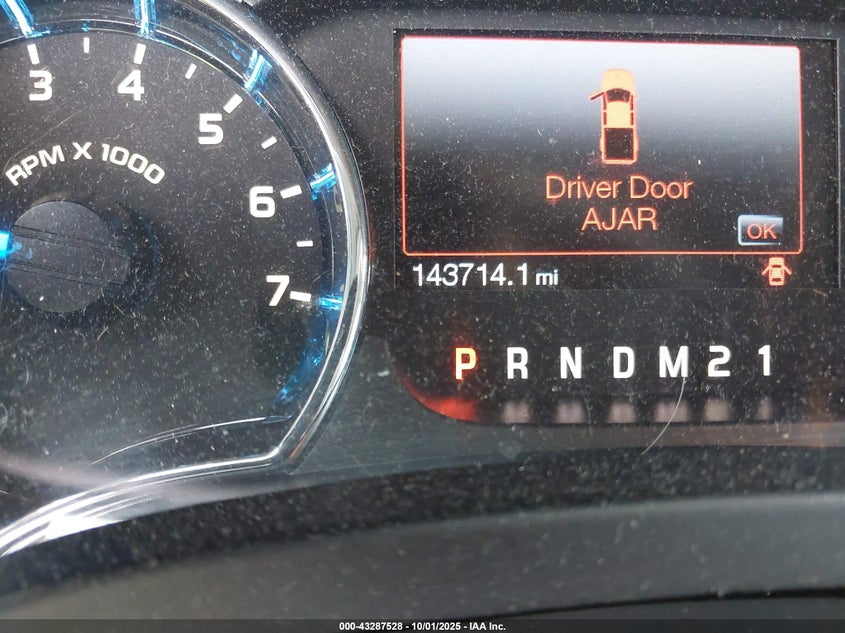 3 4 5 6 7
RPM X 1000
Driver Door
AJAR
OK
143714.1 mi
P R N D M 2 1
000-43287528 - 10/01/2025 - IAA Inc.